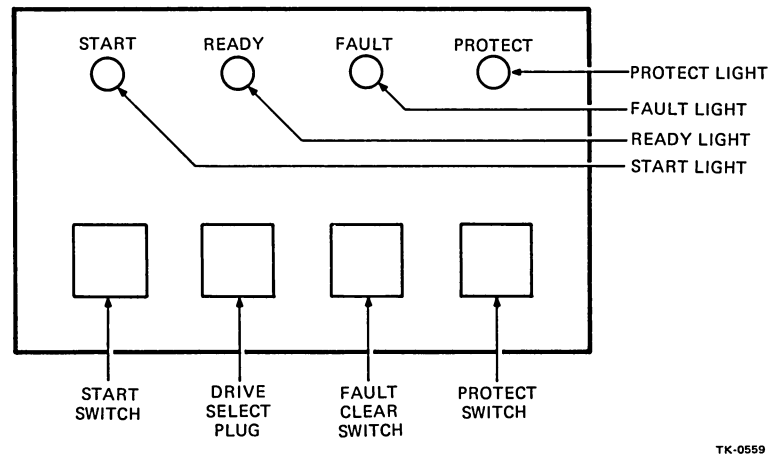 START READY FAULT PROTECT
PROTECT LIGHT
FAULT LIGHT
READY LIGHT
START LIGHT
START
SWITCH
DRIVE
SELECT
PLUG
FAULT
CLEAR
SWITCH
PROTECT
SWITCH
TK-0559